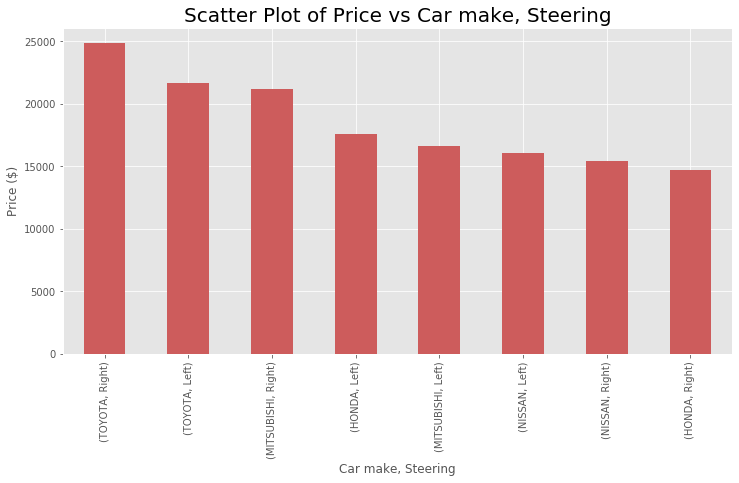 Scatter Plot of Price vs Car make, Steering
Price ($)
25000
20000
15000
10000
5000
0
(TOYOTA, Right)
(TOYOTA, Left)
(MITSUBISHI, Right)
(HONDA, Left)
(MITSUBISHI, Left)
(NISSAN, Left)
(NISSAN, Right)
(HONDA, Right)
Car make, Steering